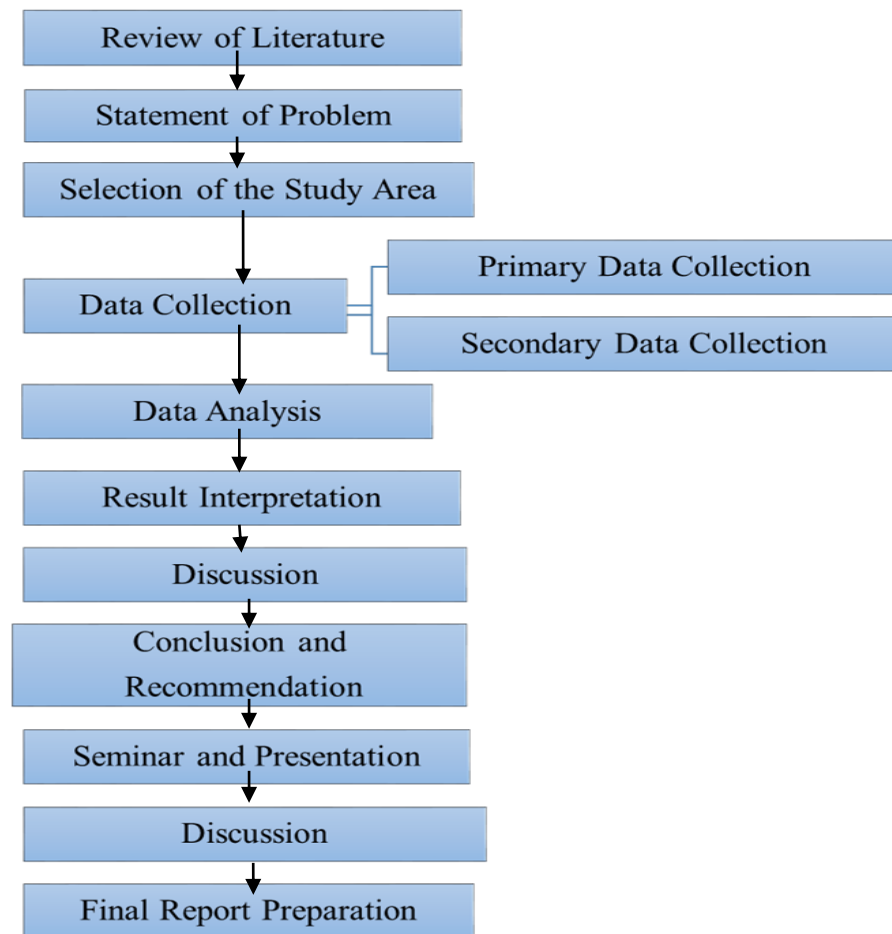 Review of Literature
Statement of Problem
Selection of the Study Area
Primary Data Collection
Data Collection
Secondary Data Collection
Data Analysis
Result Interpretation
Discussion
Conclusion and
Recommendation
Seminar and Presentation
Discussion
Final Report Preparation